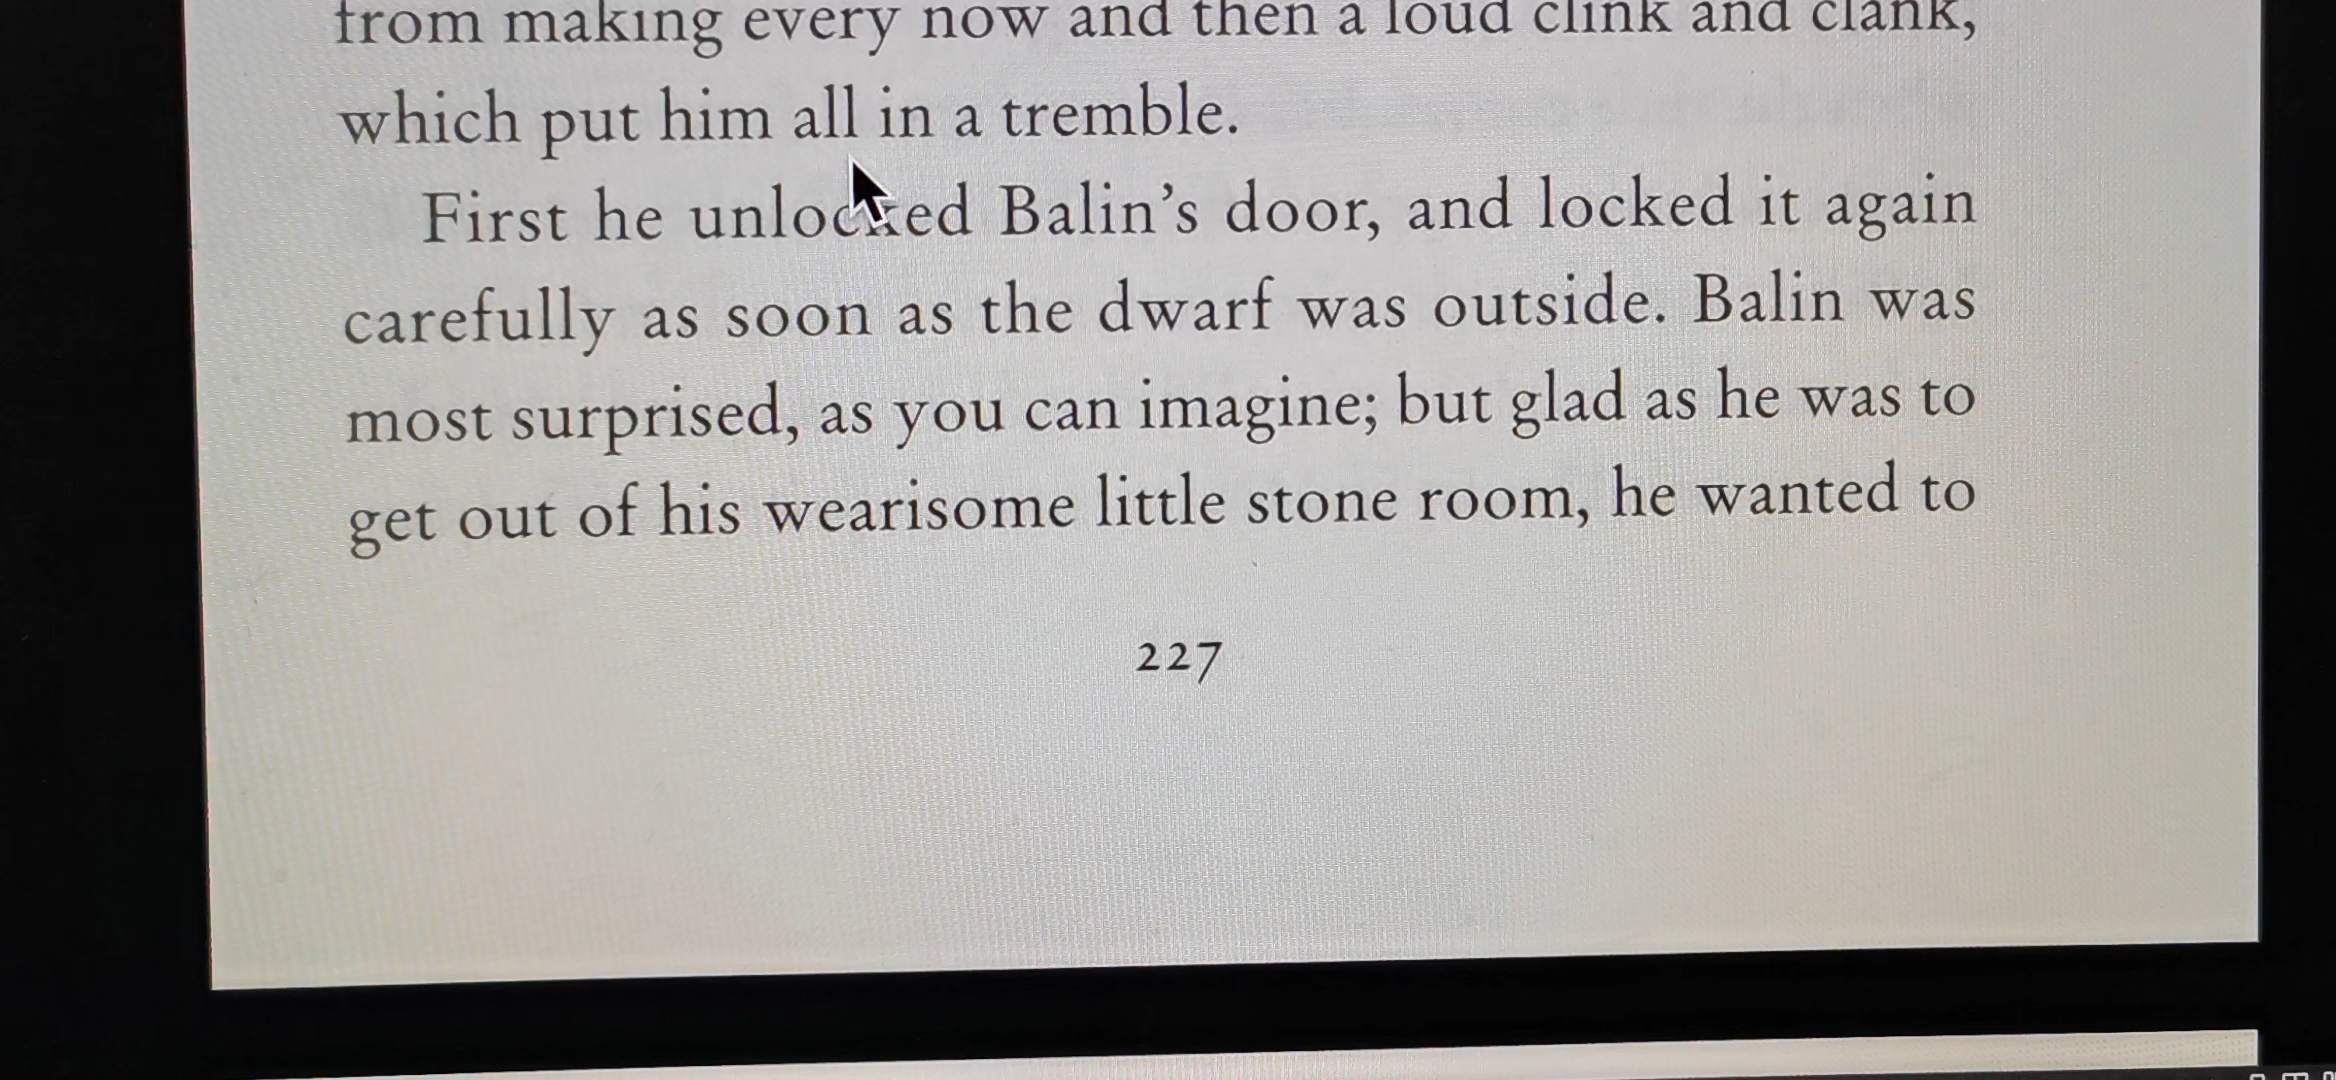 from making every now and then a loud clink and clank,
which put him all in a tremble.
First he unlocked Balin's door, and locked it again
carefully as soon as the dwarf was outside. Balin was
most surprised, as you can imagine; but glad as he was to
get out of his wearisome little stone room, he wanted to
227